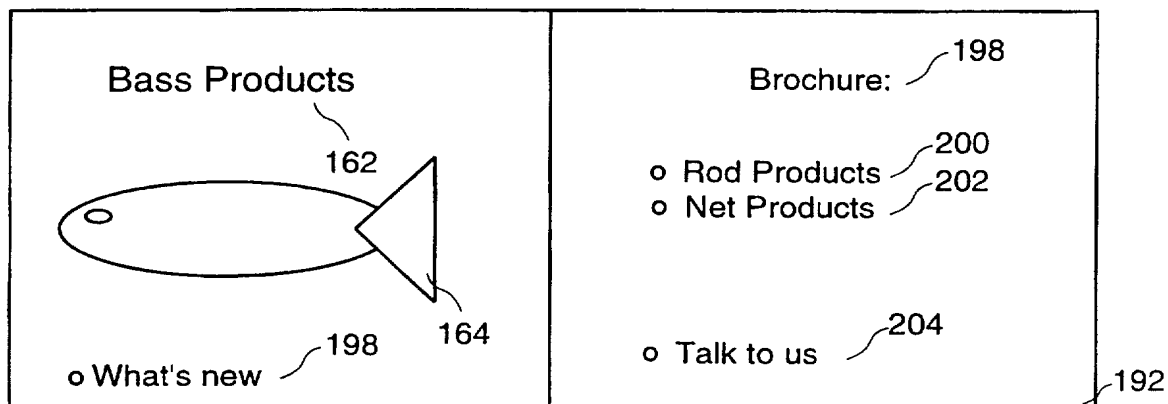 Bass Products
162
164
What's new
198
Brochure:
198
Rod Products
200
Net Products
202
Talk to us
204
192